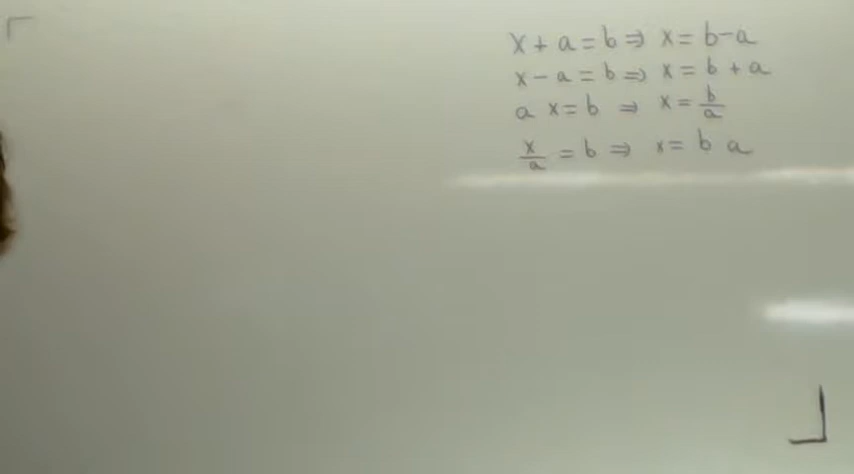 x + a = b ⇒ x = b - a
x - a = b ⇒ x = b + a
a x = b ⇒ x = b/a
x/a = b ⇒ x = b a